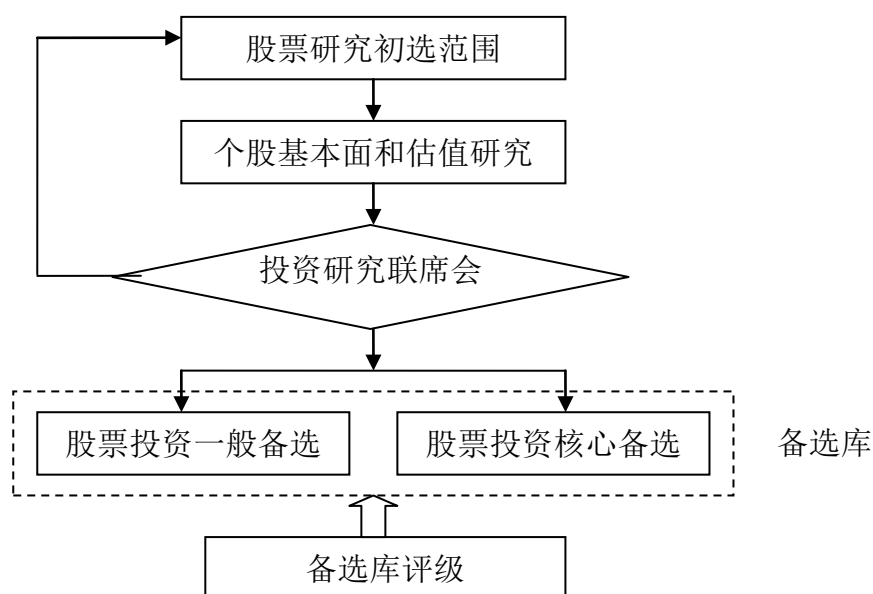 股票研究初选范围
个股基本面和估值研究
投资研究联席会
股票投资一般备选
股票投资核心备选
备选库
备选库评级